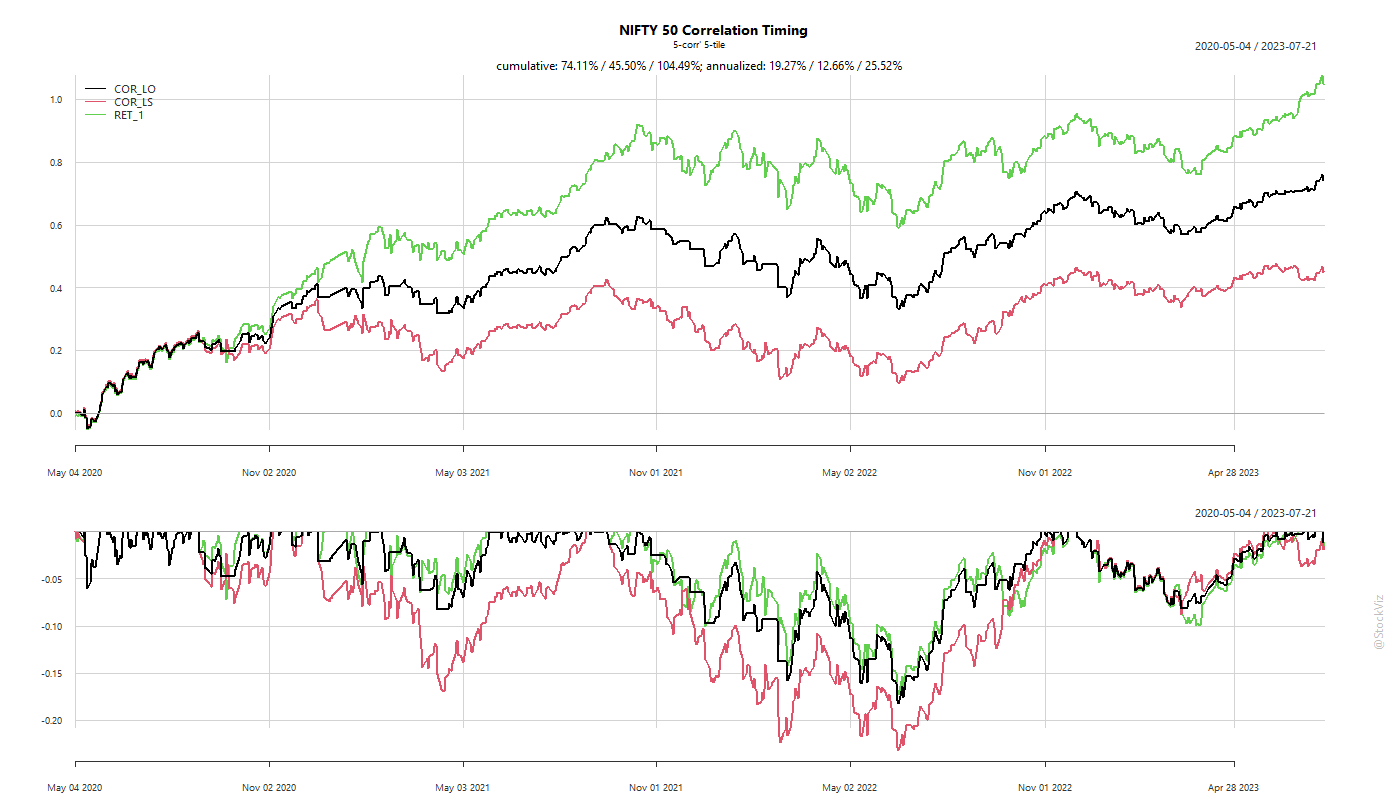 NIFTY 50 Correlation Timing
5-corr' 5-tile
2020-05-04 / 2023-07-21
cumulative: 74.11% / 45.50% / 104.49%; annualized: 19.27% / 12.66% / 25.52%
COR_LO
COR_LS
RET_1
1.0
0.8
0.6
0.4
0.2
0.0
May 04 2020 Nov 02 2020 May 03 2021 Nov 01 2021 May 02 2022 Nov 01 2022 Apr 28 2023
2020-05-04 / 2023-07-21
-0.05
-0.10
-0.15
-0.20
May 04 2020 Nov 02 2020 May 03 2021 Nov 01 2021 May 02 2022 Nov 01 2022 Apr 28 2023
@StockViz